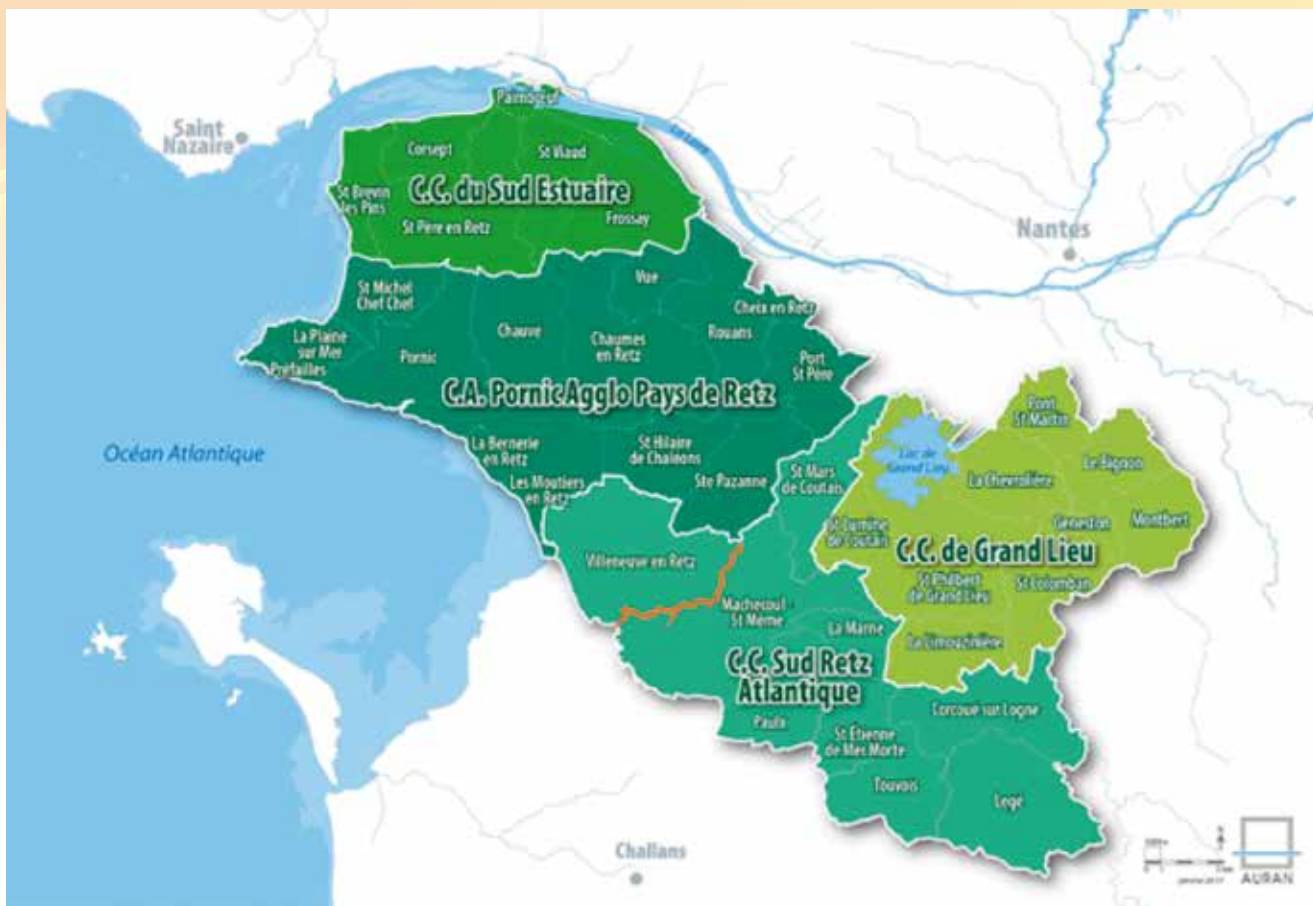 Paimboeuf
Saint
Nazaire
Corsept
St Viaud
La Loire
C.C. du Sud Estuaire
St Brevin
les Pins
St Père en Retz
Frossay
Nantes
Vue
St Michel
Chef Chef
Cheix en Retz
Chauvé
Chaumes
en Retz
Rouans
La Plaine
sur Mer
Préfailles
Pornic
Port
St Père
C.A. Pornic Agglo Pays de Retz
Pont
St Martin
Océan Atlantique
La Bernerie
en Retz
St Hilaire
de Chaléons
Lac de
Grand Lieu
Le Bignon
Les Moutiers
en Retz
Ste Pazanne
St Mars
de Coutais
La Chevrolière
Geneston
Montbert
St Lumine
de Coutais
C.C. de Grand Lieu
Villeneuve en Retz
St Philbert
de Grand Lieu
St Colomban
Machecoul -
St Même
La Marne
La Limouzinière
C.C. Sud Retz
Atlantique
Corcoué sur Logne
Paulx
St Étienne
de Mer Morte
Touvois
Legé
Challans
janvier 2017
AURAN